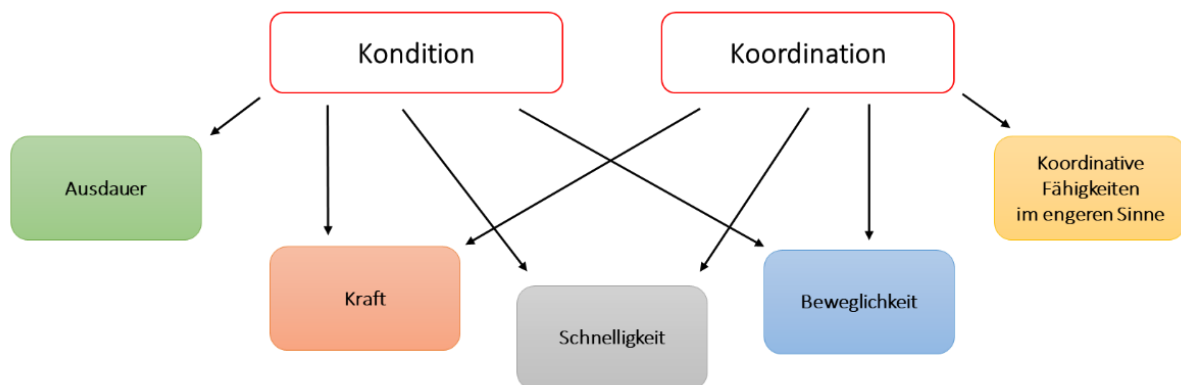 Kondition
Koordination
Ausdauer
Koordinative
Fähigkeiten
im engeren Sinne
Kraft
Schnelligkeit
Beweglichkeit